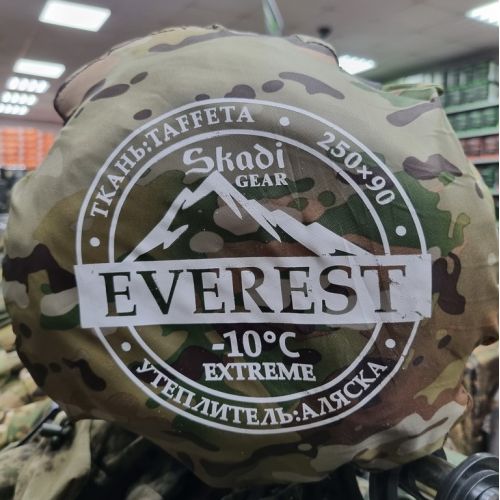 ТКАНЬ:TAFFETA • 250×90
Skadi
GEAR
EVEREST
-10°C
EXTREME
УТЕПЛИТЕЛЬ:АЛЯСКА